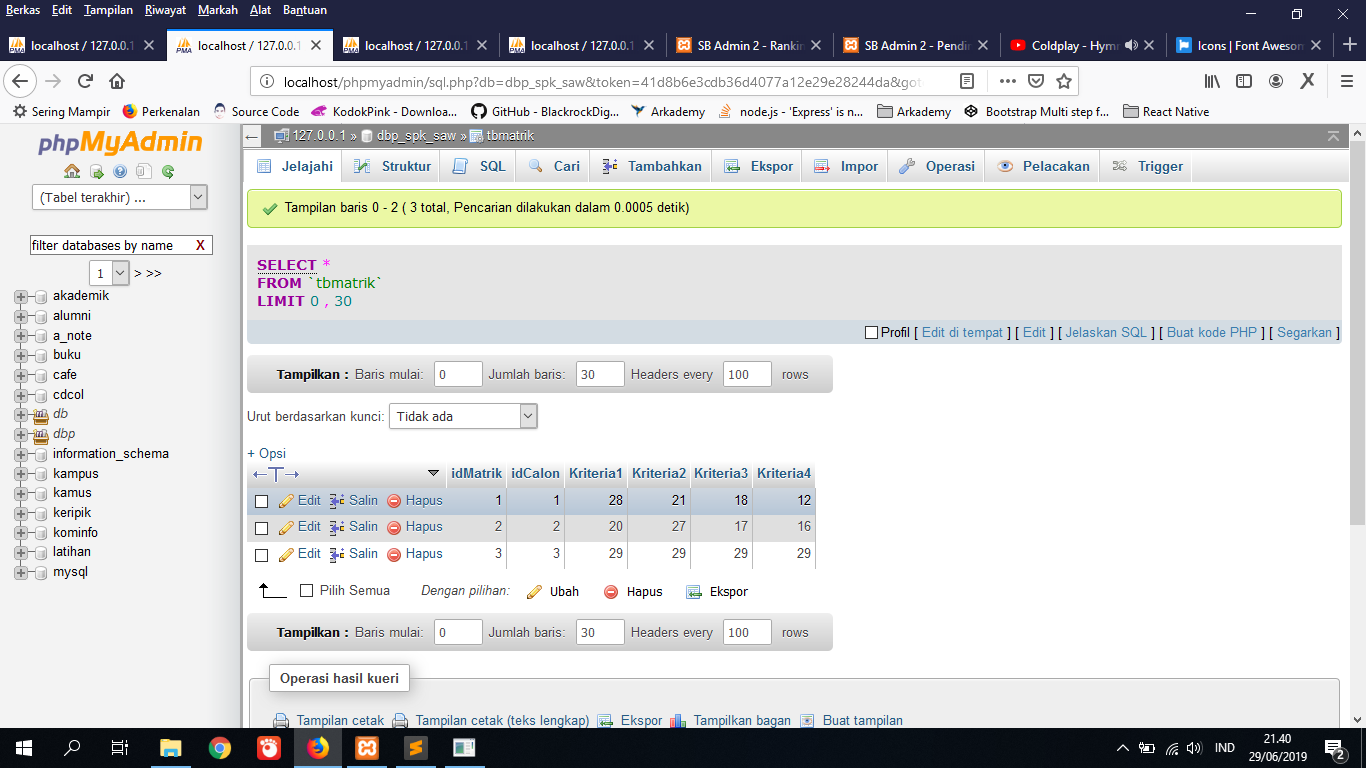 Berkas Edit Tampilan Riwayat Markah Alat Bantuan
localhost / 127.0.0.1 localhost / 127.0.0.1 localhost / 127.0.0.1 localhost / 127.0.0.1 SB Admin 2 - Rankin SB Admin 2 - Pendi Coldplay - Hymn Icons | Font Aweson
localhost/phpmyadmin/sql.php?db=dbp_spk_saw&token=41d8b6e3cdb36d4077a12e29e28244da&got
Sering Mampir Perkenalan Source Code KodokPink - Downloa... GitHub - BlackrockDig... Arkademy node.js - 'Express' is n... Arkademy Bootstrap Multi step f... React Native
phpMyAdmin
(Tabel terakhir) ...
filter databases by name X
1 > >>
akademik
alumni
a_note
buku
cafe
cdcol
db
dbp
information_schema
kampus
kamus
keripik
kominfo
latihan
mysql
127.0.0.1 » dbp_spk_saw » tbmatrik
Jelajahi Struktur SQL Cari Tambahkan Ekspor Impor Operasi Pelacakan Trigger
Tampilan baris 0 - 2 ( 3 total, Pencarian dilakukan dalam 0.0005 detik)
SELECT *
FROM `tbmatrik`
LIMIT 0 , 30
Profil [ Edit di tempat ] [ Edit ] [ Jelaskan SQL ] [ Buat kode PHP ] [ Segarkan ]
Tampilkan : Baris mulai: 0 Jumlah baris: 30 Headers every 100 rows
Urut berdasarkan kunci: Tidak ada
+ Opsi
←T→ idMatrik idCalon Kriteria1 Kriteria2 Kriteria3 Kriteria4
Edit Salin Hapus 1 1 28 21 18 12
Edit Salin Hapus 2 2 20 27 17 16
Edit Salin Hapus 3 3 29 29 29 29
Pilih Semua Dengan pilihan: Ubah Hapus Ekspor
Tampilkan : Baris mulai: 0 Jumlah baris: 30 Headers every 100 rows
Operasi hasil kueri
Tampilan cetak Tampilan cetak (teks lengkap) Ekspor Tampilkan bagan Buat tampilan
IND
21.40
29/06/2019
2